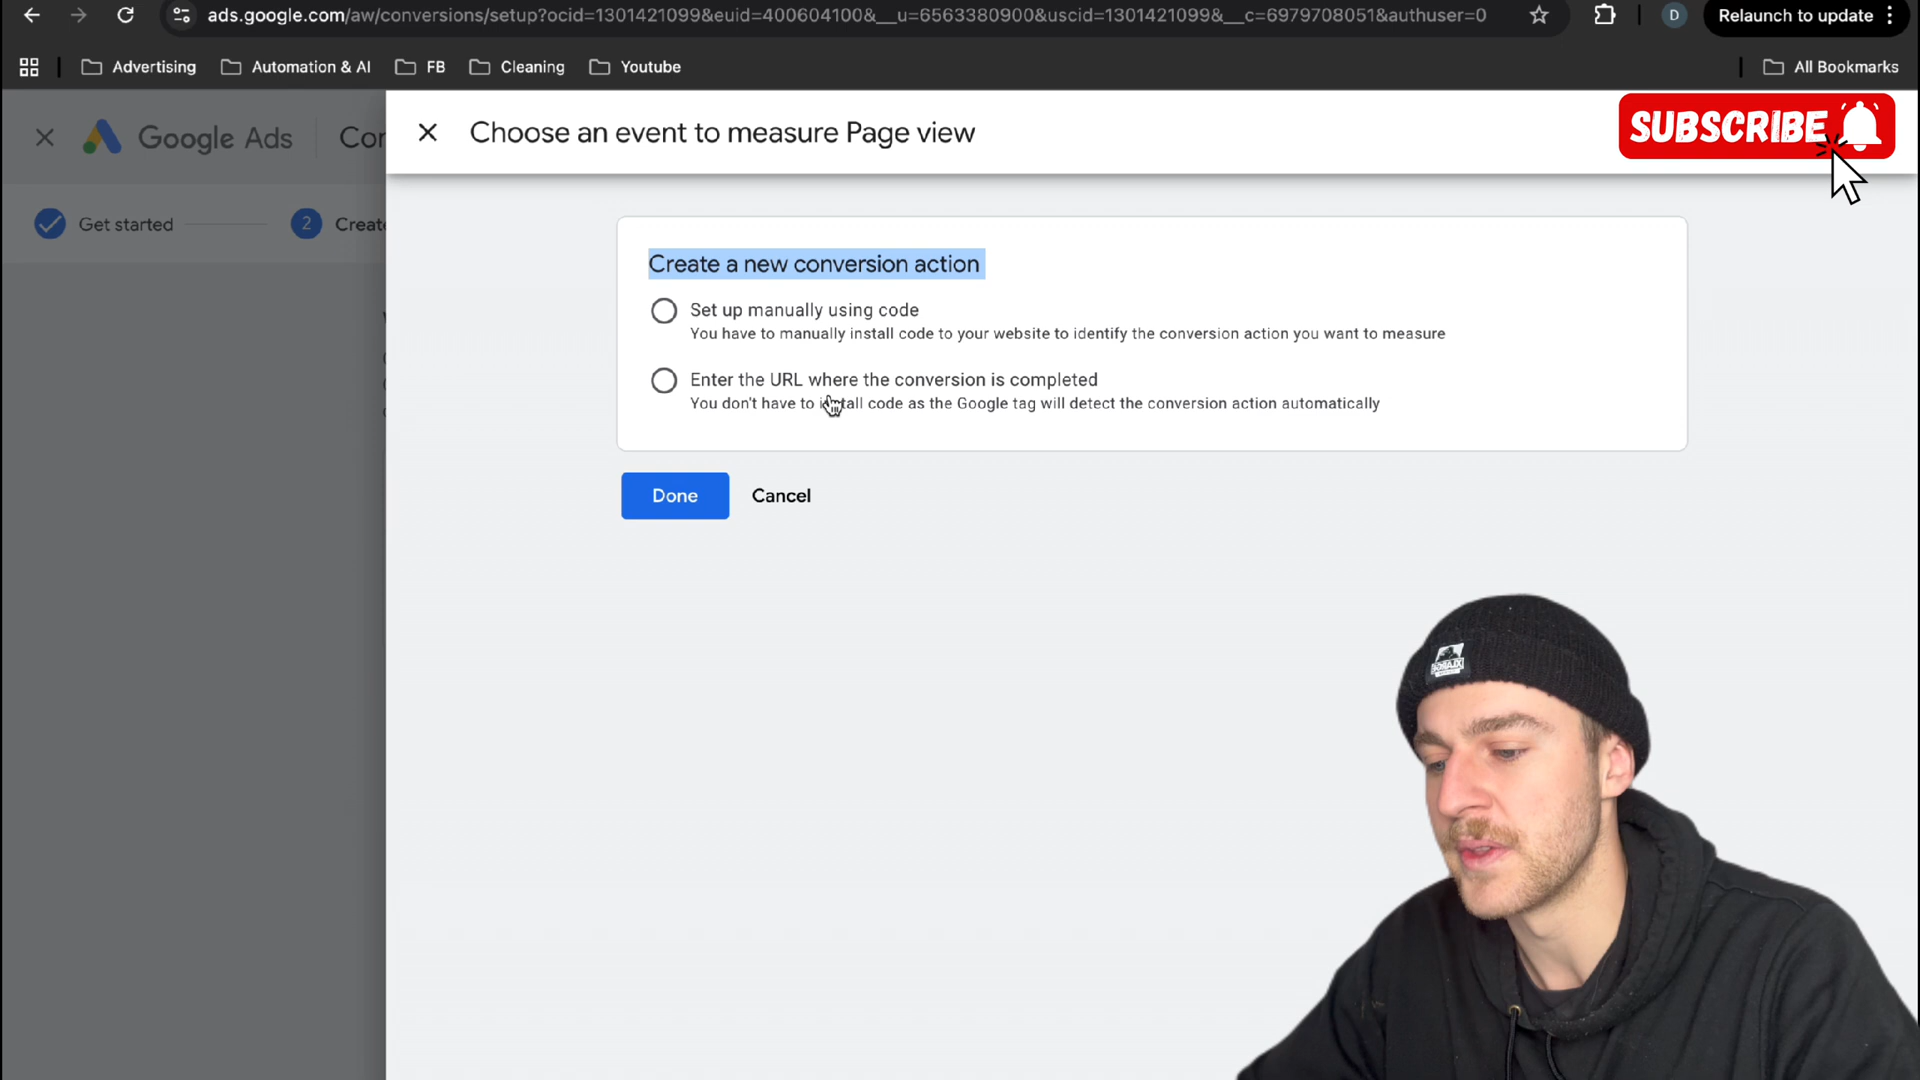 ads.google.com/aw/conversions/setup?ocid=1301421099&euid=400604100&__u=6563380900&uscid=1301421099&__c=6979708051&authuser=0
D
Relaunch to update
Advertising
Automation & AI
FB
Cleaning
Youtube
All Bookmarks
Google Ads
Con
Choose an event to measure Page view
SUBSCRIBE
Get started
2
Create
Create a new conversion action
Set up manually using code
You have to manually install code to your website to identify the conversion action you want to measure
Enter the URL where the conversion is completed
You don't have to install code as the Google tag will detect the conversion action automatically
Done
Cancel